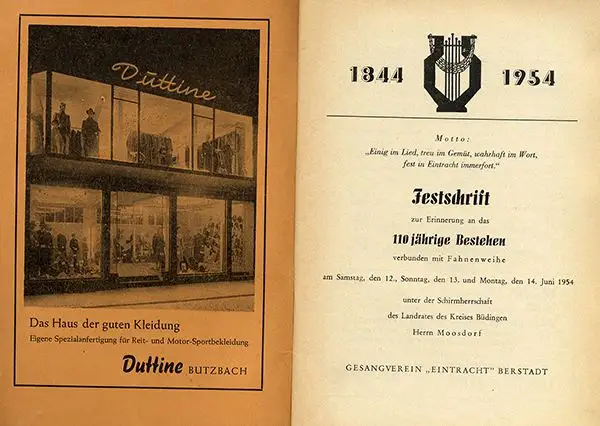 Duttine
Das Haus der guten Kleidung
Eigene Spezialanfertigung für Reit- und Motor-Sportbekleidung
Duttine BUTZBACH
1844 1954
Motto:
„Einig im Lied, treu im Gemüt, wahrhaft im Wort,
fest in Eintracht immerfort.“
Festschrift
zur Erinnerung an das
110 jährige Bestehen
verbunden mit Fahnenweihe
am Samstag, den 12., Sonntag, den 13. und Montag, den 14. Juni 1954
unter der Schirmherrschaft
des Landrates des Kreises Büdingen
Herrn Moosdorf
GESANGVEREIN „EINTRACHT“ BERSTADT